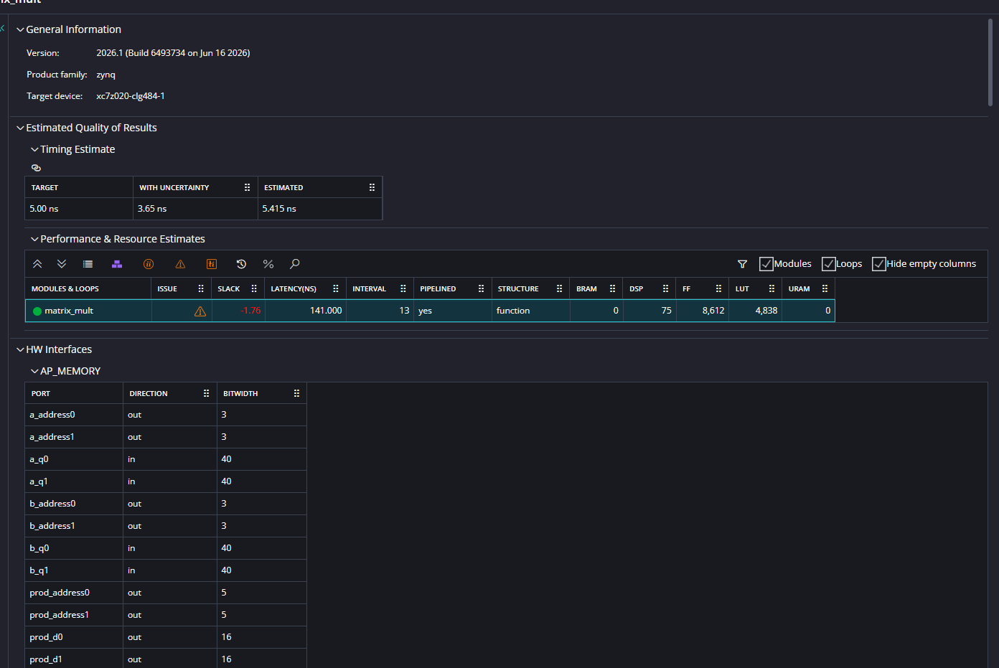 General Information
Version: 2026.1 (Build 6493734 on Jun 16 2026)
Product family: zynq
Target device: xc7z020-clg484-1
Estimated Quality of Results
Timing Estimate
TARGET WITH UNCERTAINTY ESTIMATED
5.00 ns 3.65 ns 5.415 ns
Performance & Resource Estimates
Modules Loops Hide empty columns
MODULES & LOOPS ISSUE SLACK LATENCY(NS) INTERVAL PIPELINED STRUCTURE BRAM DSP FF LUT URAM
matrix_mult -1.76 141.000 13 yes function 0 75 8,612 4,838 0
HW Interfaces
AP_MEMORY
PORT DIRECTION BITWIDTH
a_address0 out 3
a_address1 out 3
a_q0 in 40
a_q1 in 40
b_address0 out 3
b_address1 out 3
b_q0 in 40
b_q1 in 40
prod_address0 out 5
prod_address1 out 5
prod_d0 out 16
prod_d1 out 16